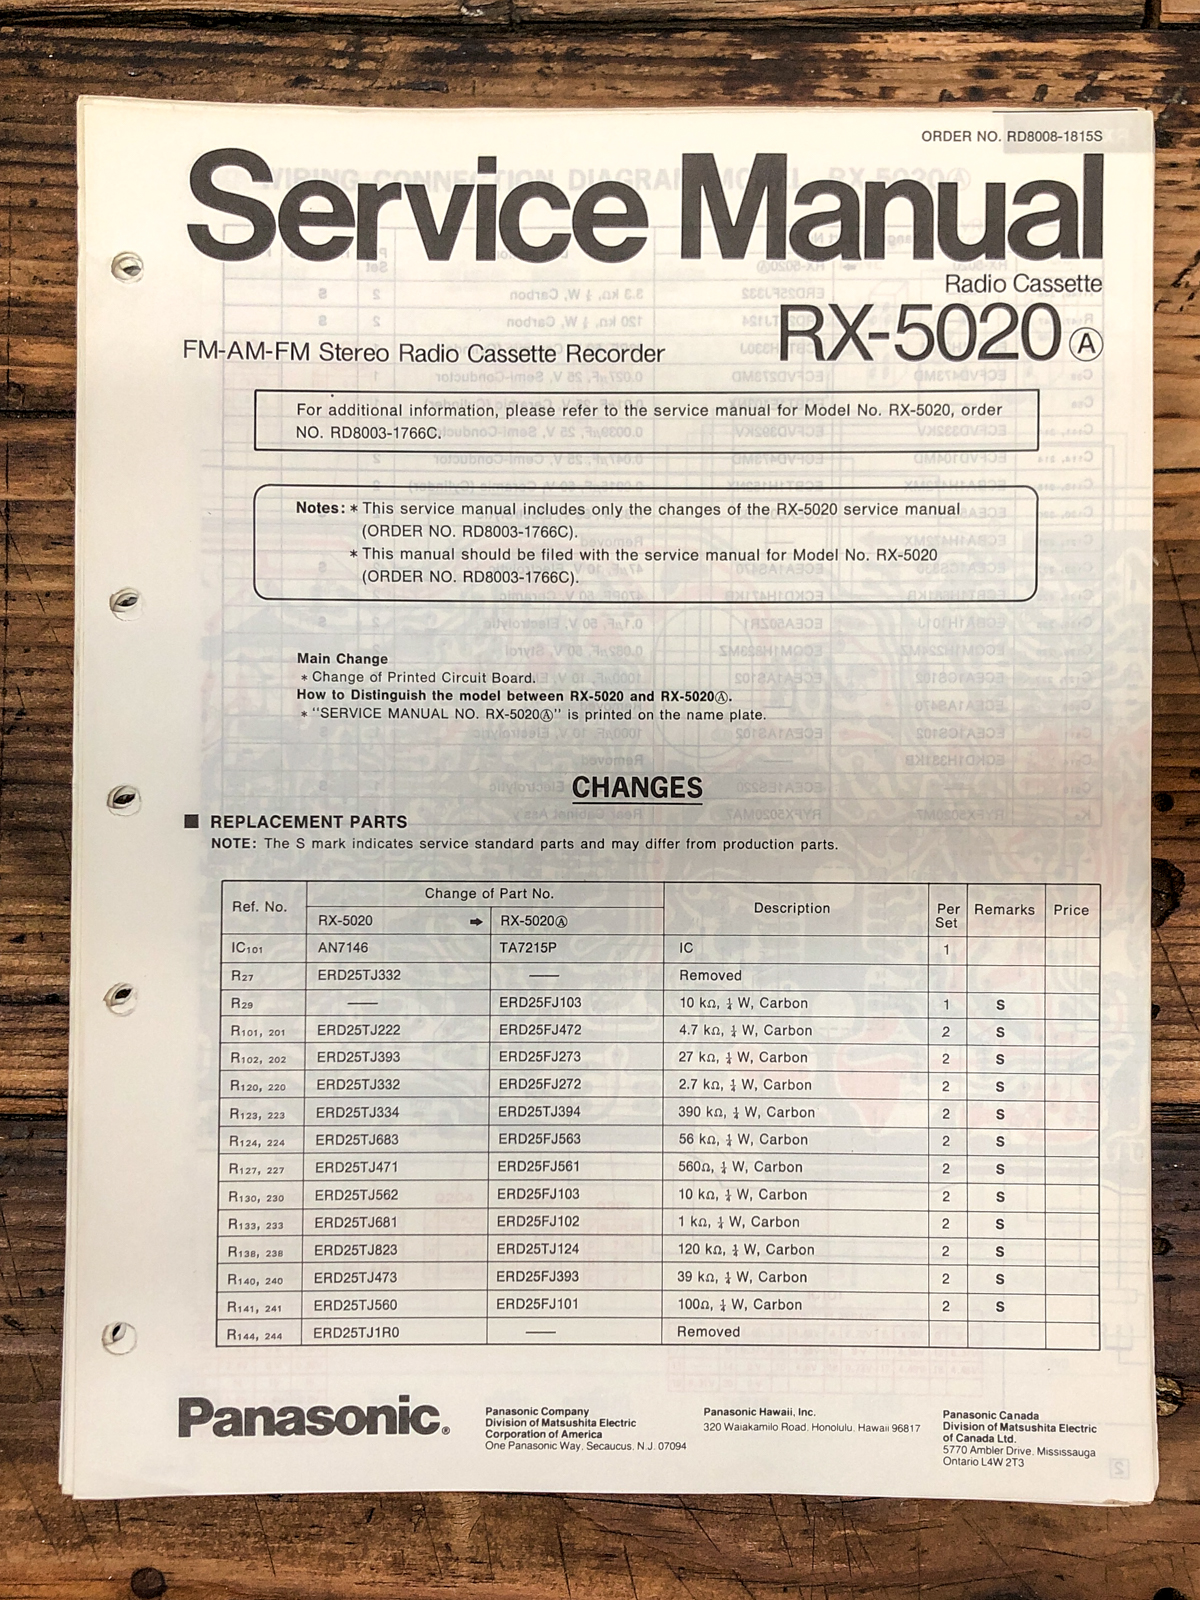 ORDER NO. RD8008-1815S
Service Manual
Radio Cassette
FM-AM-FM Stereo Radio Cassette Recorder
RX-5020 Ⓐ
For additional information, please refer to the service manual for Model No. RX-5020, order
NO. RD8003-1766C.
Notes: * This service manual includes only the changes of the RX-5020 service manual
(ORDER NO. RD8003-1766C).
* This manual should be filed with the service manual for Model No. RX-5020
(ORDER NO. RD8003-1766C).
Main Change
* Change of Printed Circuit Board.
How to Distinguish the model between RX-5020 and RX-5020Ⓐ.
* "SERVICE MANUAL NO. RX-5020Ⓐ" is printed on the name plate.
CHANGES
■ REPLACEMENT PARTS
NOTE: The S mark indicates service standard parts and may differ from production parts.
Ref. No. Change of Part No. Description Per Set Remarks Price
RX-5020 ➡ RX-5020Ⓐ
IC101 AN7146 TA7215P IC 1
R27 ERD25TJ332 — Removed
R29 — ERD25FJ103 10 kΩ, ¼ W, Carbon 1 S
R101, 201 ERD25TJ222 ERD25FJ472 4.7 kΩ, ¼ W, Carbon 2 S
R102, 202 ERD25TJ393 ERD25FJ273 27 kΩ, ¼ W, Carbon 2 S
R120, 220 ERD25TJ332 ERD25FJ272 2.7 kΩ, ¼ W, Carbon 2 S
R123, 223 ERD25TJ334 ERD25TJ394 390 kΩ, ¼ W, Carbon 2 S
R124, 224 ERD25TJ683 ERD25FJ563 56 kΩ, ¼ W, Carbon 2 S
R127, 227 ERD25TJ471 ERD25FJ561 560Ω, ¼ W, Carbon 2 S
R130, 230 ERD25TJ562 ERD25FJ103 10 kΩ, ¼ W, Carbon 2 S
R133, 233 ERD25TJ681 ERD25FJ102 1 kΩ, ¼ W, Carbon 2 S
R138, 238 ERD25TJ823 ERD25TJ124 120 kΩ, ¼ W, Carbon 2 S
R140, 240 ERD25TJ473 ERD25FJ393 39 kΩ, ¼ W, Carbon 2 S
R141, 241 ERD25TJ560 ERD25FJ101 100Ω, ¼ W, Carbon 2 S
R144, 244 ERD25TJ1R0 — Removed
Panasonic®
Panasonic Company
Division of Matsushita Electric
Corporation of America
One Panasonic Way, Secaucus, N.J. 07094
Panasonic Hawaii, Inc.
320 Waiakamilo Road, Honolulu, Hawaii 96817
Panasonic Canada
Division of Matsushita Electric
of Canada Ltd.
5770 Ambler Drive, Mississauga
Ontario L4W 2T3